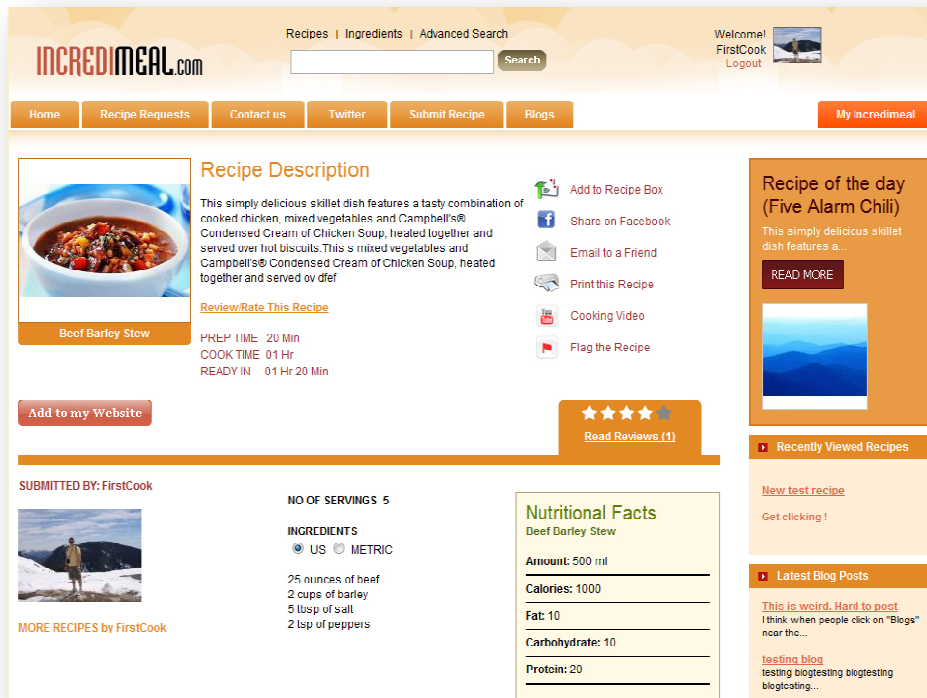 Recipes | Ingredients | Advanced Search
Welcome!
FirstCook
Logout
INCREDIMEAL.com
Search
Home
Recipe Requests
Contact us
Twitter
Submit Recipe
Blogs
My Incredimeal
Recipe Description
This simply delicious skillet dish features a tasty combination of
cooked chicken, mixed vegetables and Campbell's®
Condensed Cream of Chicken Soup, heated together and
served over hot biscuits.This s mixed vegetables and
Campbell's® Condensed Cream of Chicken Soup, heated
together and served ov dfef
Review/Rate This Recipe
Beef Barley Stew
PREP TIME 20 Min
COOK TIME 01 Hr
READY IN 01 Hr 20 Min
Add to Recipe Box
Share on Facebook
Email to a Friend
Print this Recipe
You Tube
Cooking Video
Flag the Recipe
Recipe of the day
(Five Alarm Chili)
This simply delicious skillet
dish features a...
READ MORE
Add to my Website
Read Reviews (1)
Recently Viewed Recipes
New test recipe
Get clicking !
SUBMITTED BY: FirstCook
MORE RECIPES by FirstCook
NO OF SERVINGS 5
INGREDIENTS
US METRIC
25 ounces of beef
2 cups of barley
5 tbsp of salt
2 tsp of peppers
Nutritional Facts
Beef Barley Stew
Amount: 500 ml
Calories: 1000
Fat: 10
Carbohydrate: 10
Protein: 20
Latest Blog Posts
This is weird. Hard to post
I think when people click on "Blogs"
near the...
testing blog
testing blogtesting blogtesting
blogtesting...